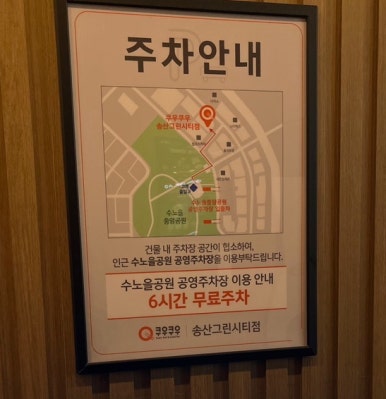 주차안내
쿠우쿠우
송산그린시티점
수노을
중앙공원
건물 내 주차장 공간이 협소하여,
인근 수노을공원 공영주차장을 이용부탁드립니다.
수노을공원 공영주차장 이용 안내
6시간 무료주차
쿠우쿠우
송산그린시티점